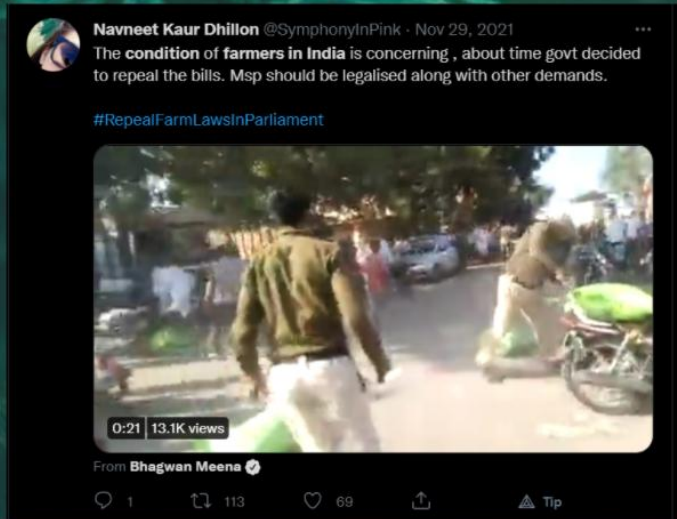 Navneet Kaur Dhillon @SymphonyInPink · Nov 29, 2021
The condition of farmers in India is concerning , about time govt decided
to repeal the bills. Msp should be legalised along with other demands.
#RepealFarmLawsInParliament
0:21 13.1K views
From Bhagwan Meena
1 113 69 Tip